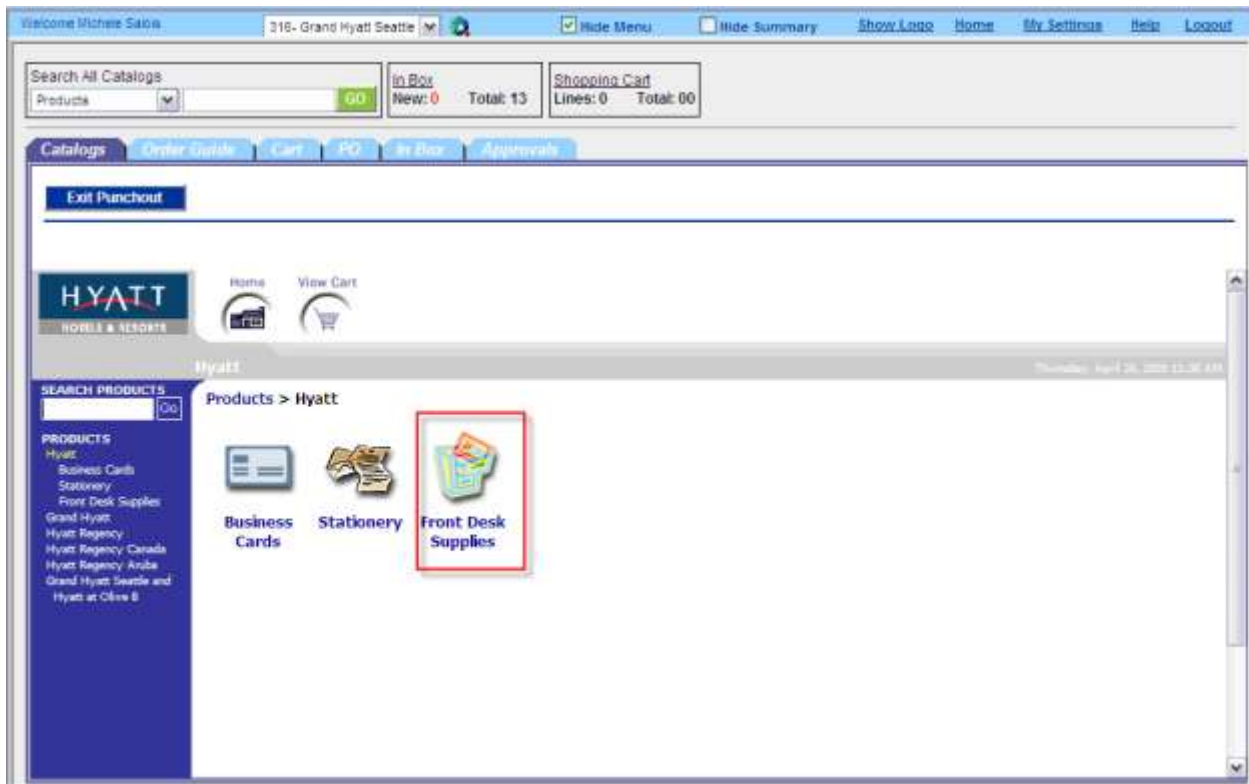 Welcome Michele Salois
316- Grand Hyatt Seattle
Hide Menu
Hide Summary
Show Logo
Home
My Settings
Help
Logout
Search All Catalogs
Products
GO
In Box
New: 0 Total: 13
Shopping Cart
Lines: 0 Total: 00
Catalogs
Order Guide
Cart
PO
In Box
Approvals
Exit Punchout
HYATT
HOTELS & RESORTS
Home
View Cart
Hyatt
SEARCH PRODUCTS
Go
PRODUCTS
Hyatt
Business Cards
Stationery
Front Desk Supplies
Grand Hyatt
Hyatt Regency
Hyatt Regency Canada
Hyatt Regency Aruba
Grand Hyatt Seattle and
Hyatt at Olive 8
Products > Hyatt
Business
Cards
Stationery
Front Desk
Supplies